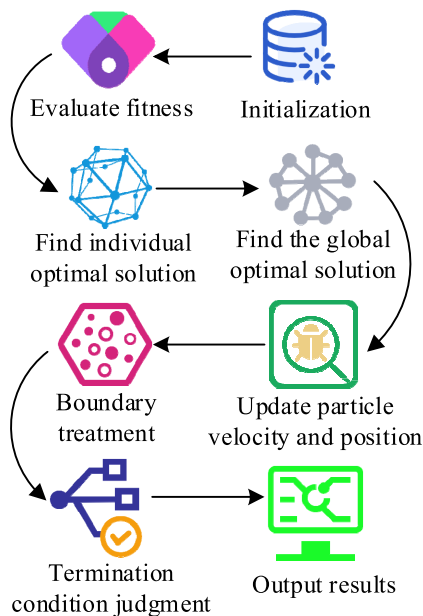 Evaluate fitness
Initialization
Find individual
optimal solution
Find the global
optimal solution
Boundary
treatment
Update particle
velocity and position
Termination
condition judgment
Output results